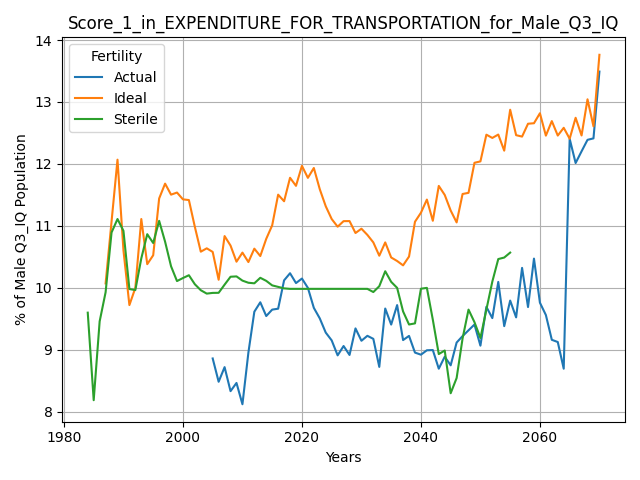 Score_1_in_EXPENDITURE_FOR_TRANSPORTATION_for_Male_Q3_IQ
Fertility
Actual
Ideal
Sterile
% of Male Q3_IQ Population
14
13
12
11
10
9
8
1980
2000
2020
2040
2060
Years